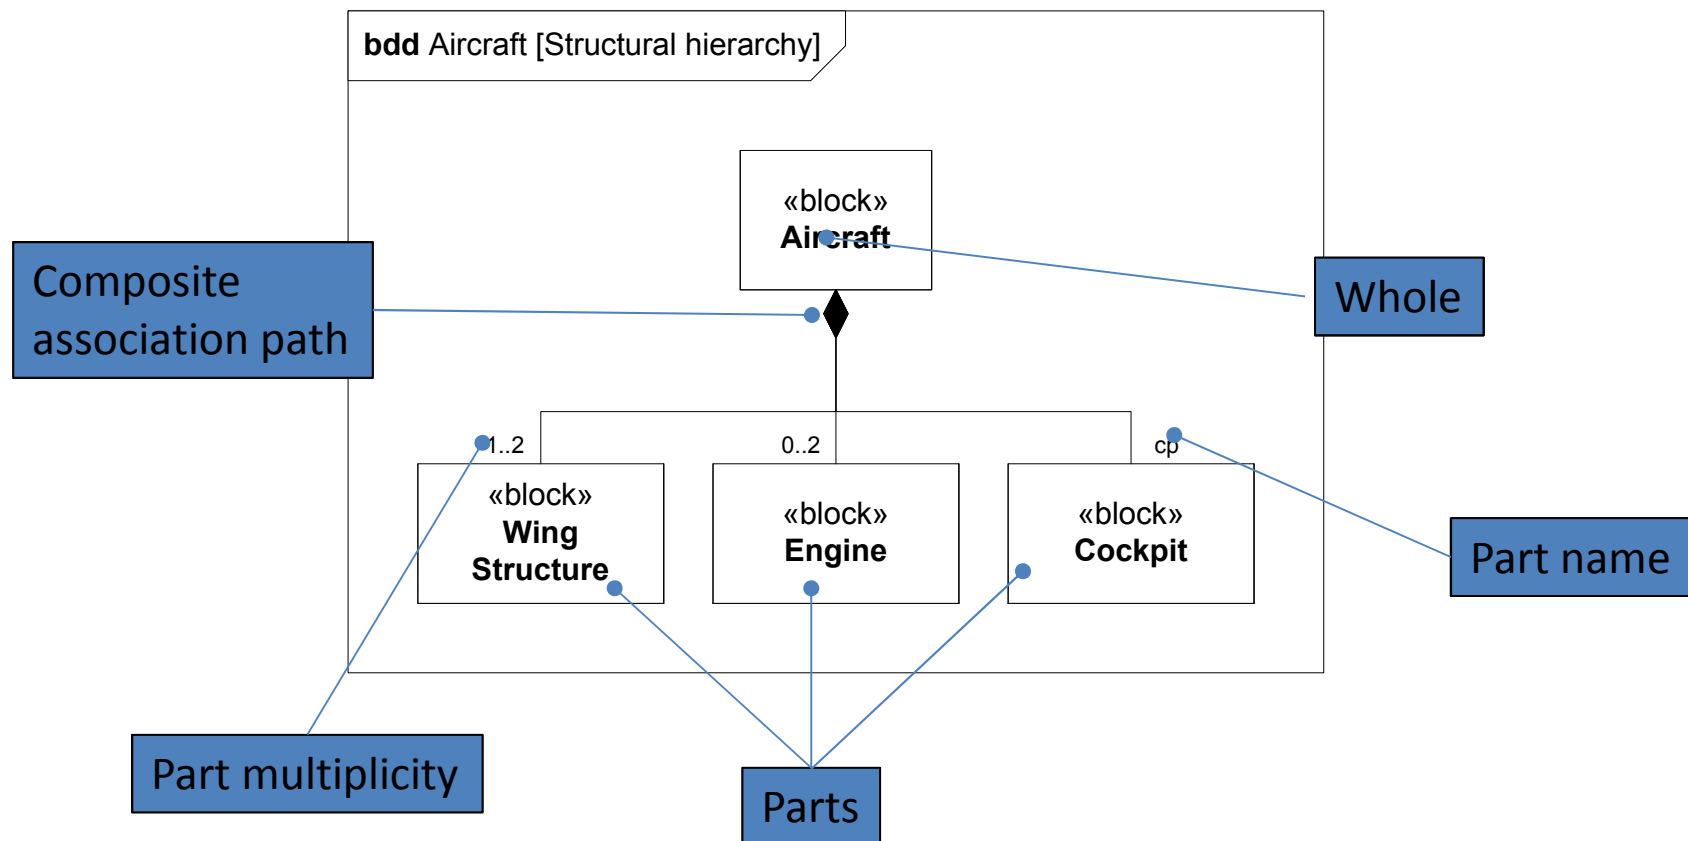 bdd Aircraft [Structural hierarchy]
«block»
Aircraft
Composite
association path
Whole
1..2
0..2
cp
«block»
Wing
Structure
«block»
Engine
«block»
Cockpit
Part name
Part multiplicity
Parts